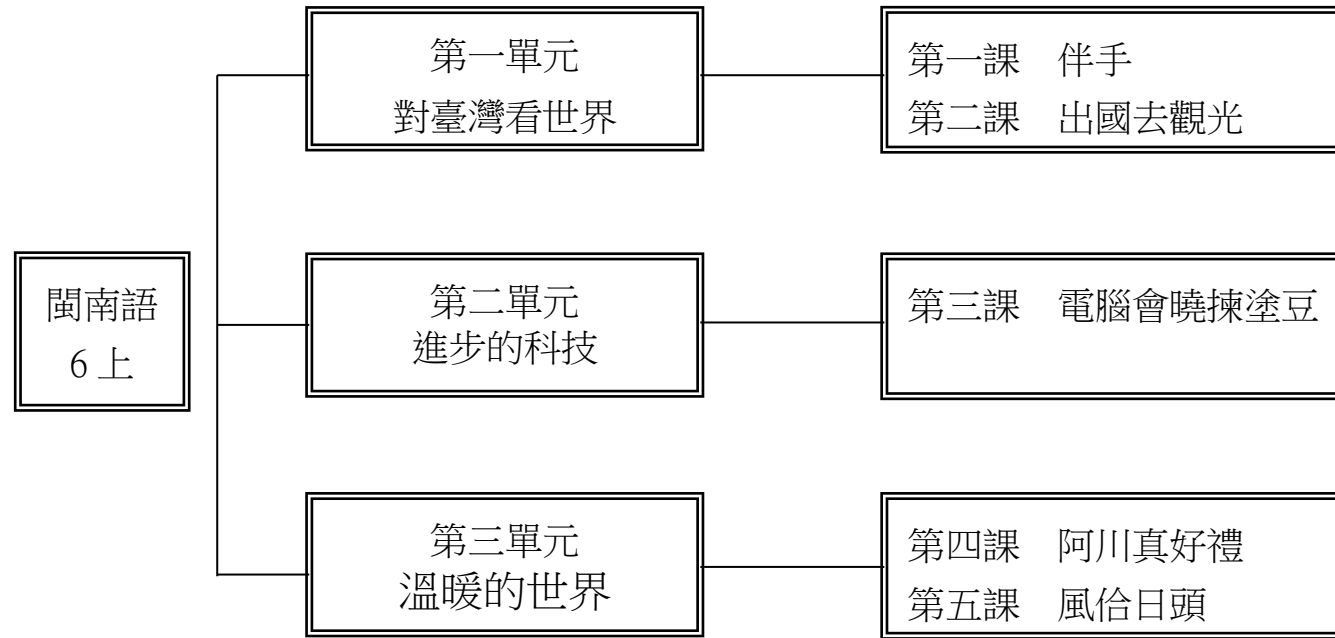 閩南語
6 上
第一單元
對臺灣看世界
第一課 伴手
第二課 出國去觀光
第二單元
進步的科技
第三課 電腦會曉揀塗豆
第三單元
溫暖的世界
第四課 阿川真好禮
第五課 風佮日頭